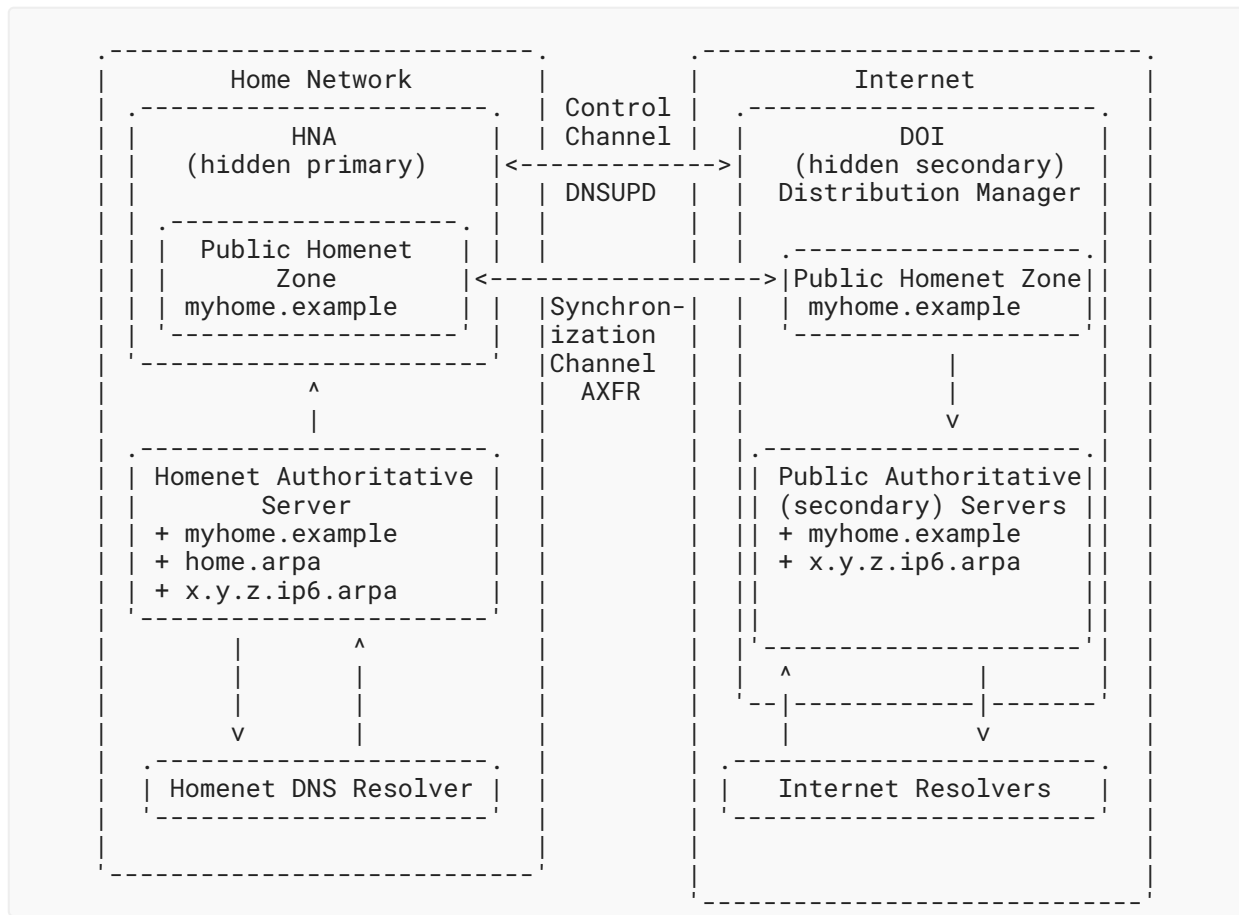 Home Network
Internet
Control
Channel
HNA
(hidden primary)
DNSUPD
DOI
(hidden secondary)
Distribution Manager
Public Homenet
Zone
myhome.example
Public Homenet Zone
myhome.example
Synchron-
ization
Channel
AXFR
Homenet Authoritative
Server
+ myhome.example
+ home.arpa
+ x.y.z.ip6.arpa
Public Authoritative
(secondary) Servers
+ myhome.example
+ x.y.z.ip6.arpa
Homenet DNS Resolver
Internet Resolvers